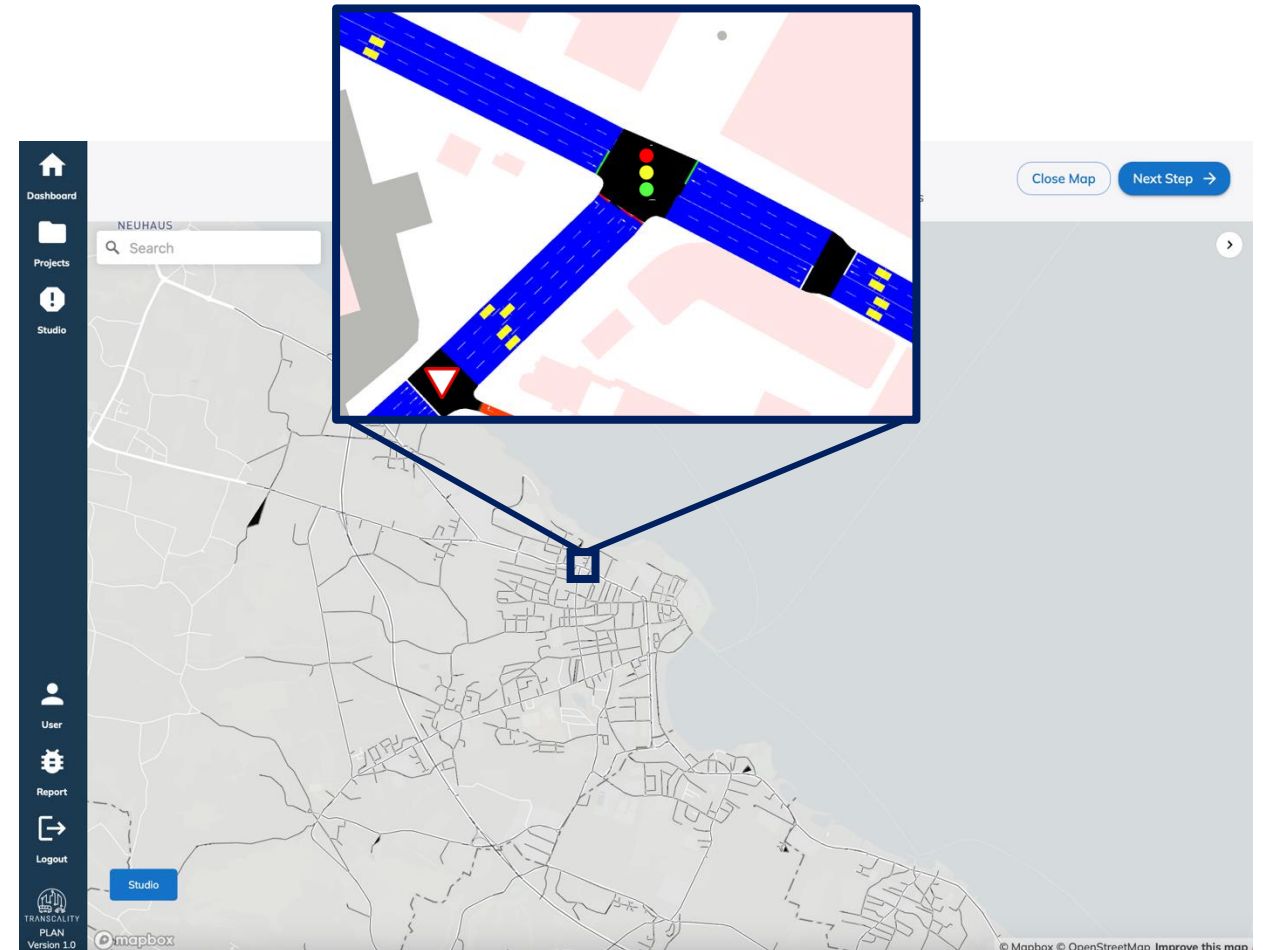 Dashboard
Projects
Studio
User
Report
Logout
TRANSCALITY
PLAN
Version 1.0
NEUHAUS
Search
Close Map
Next Step
Studio
mapbox
© Mapbox © OpenStreetMap Improve this map